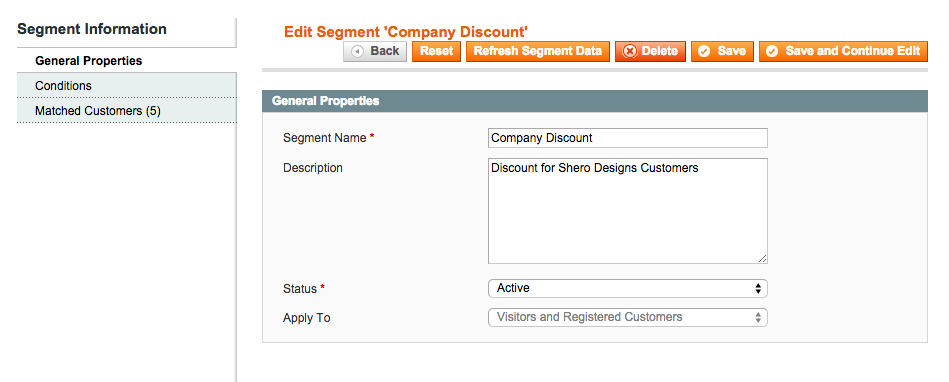 Segment Information
General Properties
Conditions
Matched Customers (5)
Edit Segment 'Company Discount'
Back Reset Refresh Segment Data Delete Save Save and Continue Edit
General Properties
Segment Name * Company Discount
Description Discount for Shero Designs Customers
Status * Active
Apply To Visitors and Registered Customers